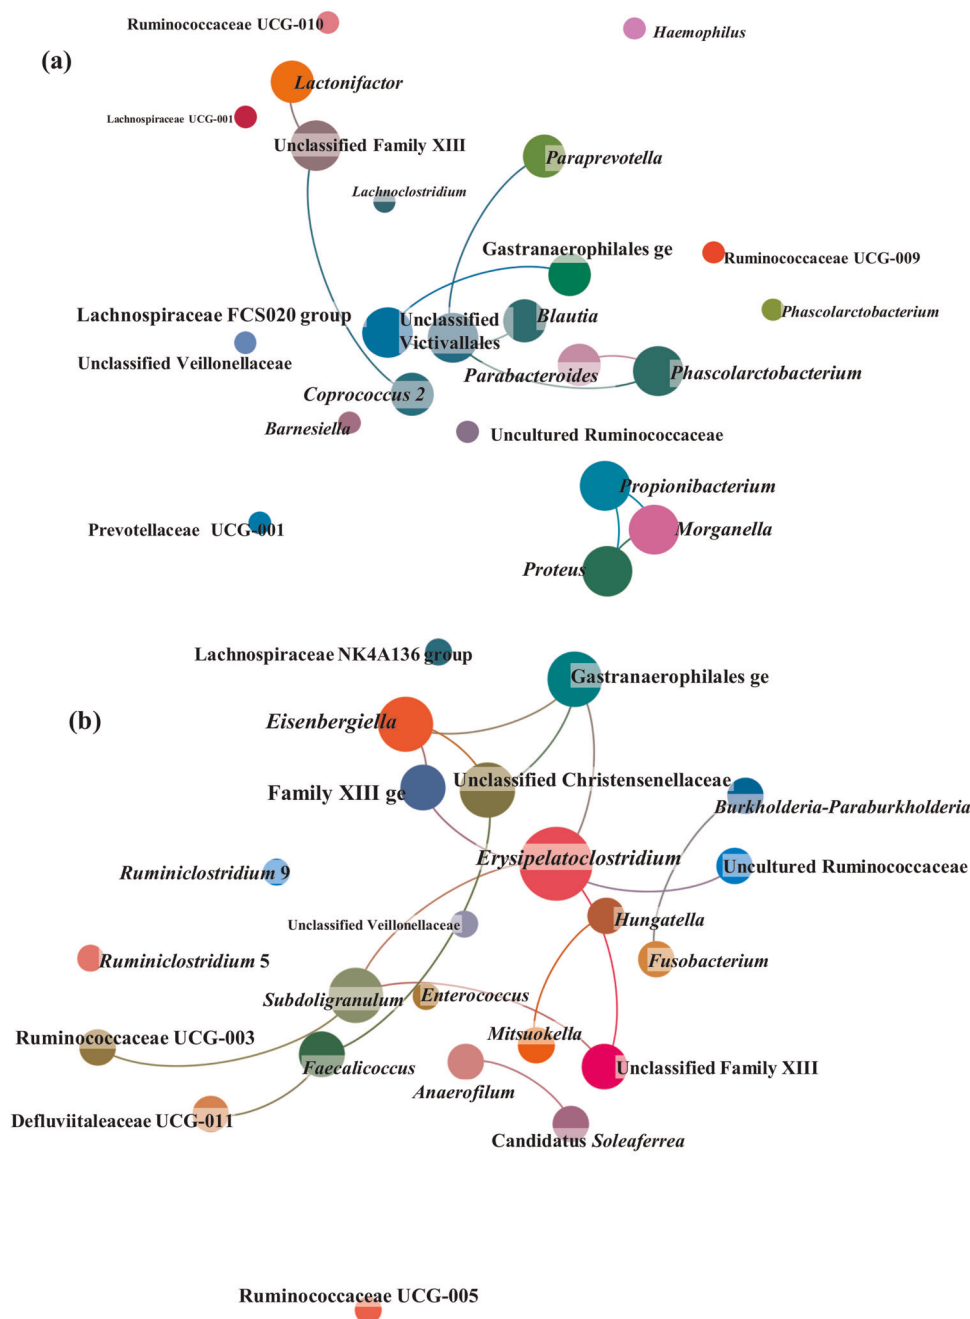 Ruminococcaceae UCG-010
Haemophilus
(a)
Lactonifactor
Lachnospiraceae UCG-001
Unclassified Family XIII
Paraprevotella
Lachnoclostridium
Gastranaerophilales ge
Ruminococcaceae UCG-009
Lachnospiraceae FCS020 group
Unclassified
Victivallales
Blautia
Phascolarctobacterium
Unclassified Veillonellaceae
Parabacteroides
Phascolarctobacterium
Coprococcus 2
Barnesiella
Uncultured Ruminococcaceae
Propionibacterium
Prevotellaceae UCG-001
Morganella
Proteus
Lachnospiraceae NK4A136 group
Gastranaerophilales ge
(b)
Eisenbergiella
Unclassified Christensenellaceae
Family XIII ge
Burkholderia-Paraburkholderia
Erysipelatoclostridium
Uncultured Ruminococcaceae
Ruminiclostridium 9
Hungatella
Unclassified Veillonellaceae
Ruminiclostridium 5
Fusobacterium
Subdoligranulum
Enterococcus
Ruminococcaceae UCG-003
Mitsuokella
Faecalicoccus
Unclassified Family XIII
Anaerofilum
Defluviitaleaceae UCG-011
Candidatus Soleaferrea
Ruminococcaceae UCG-005